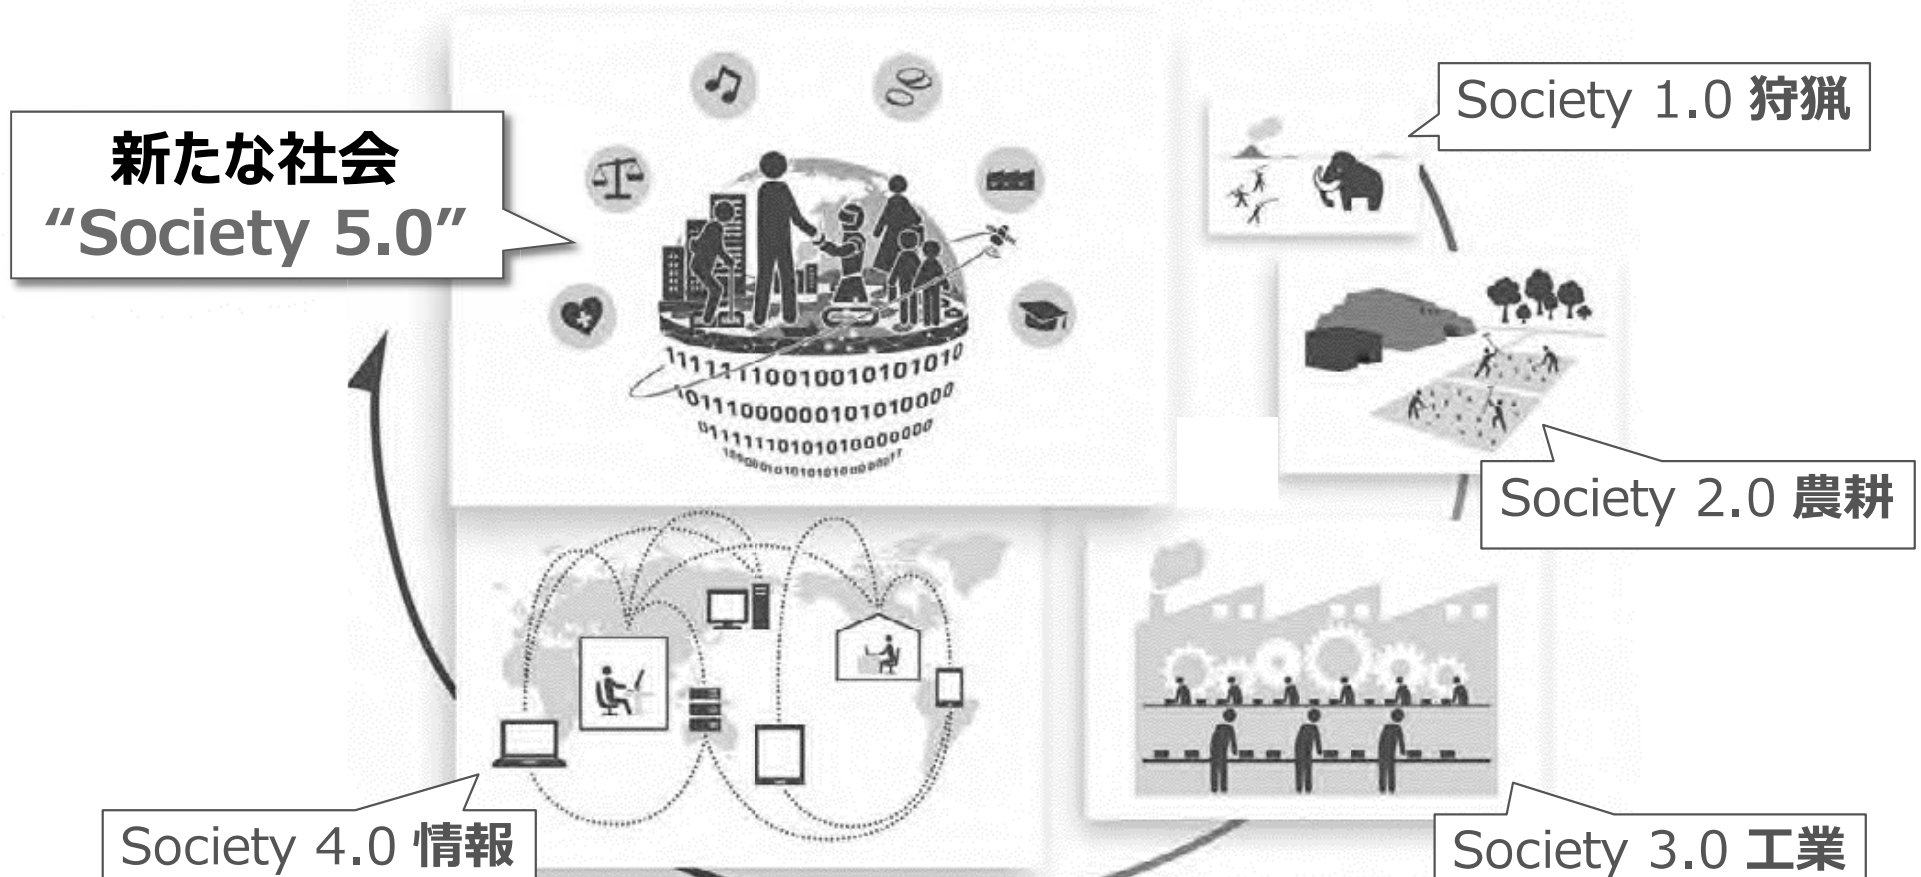 新たな社会
“Society 5.0”
Society 1.0 狩猟
Society 2.0 農耕
Society 3.0 工業
Society 4.0 情報